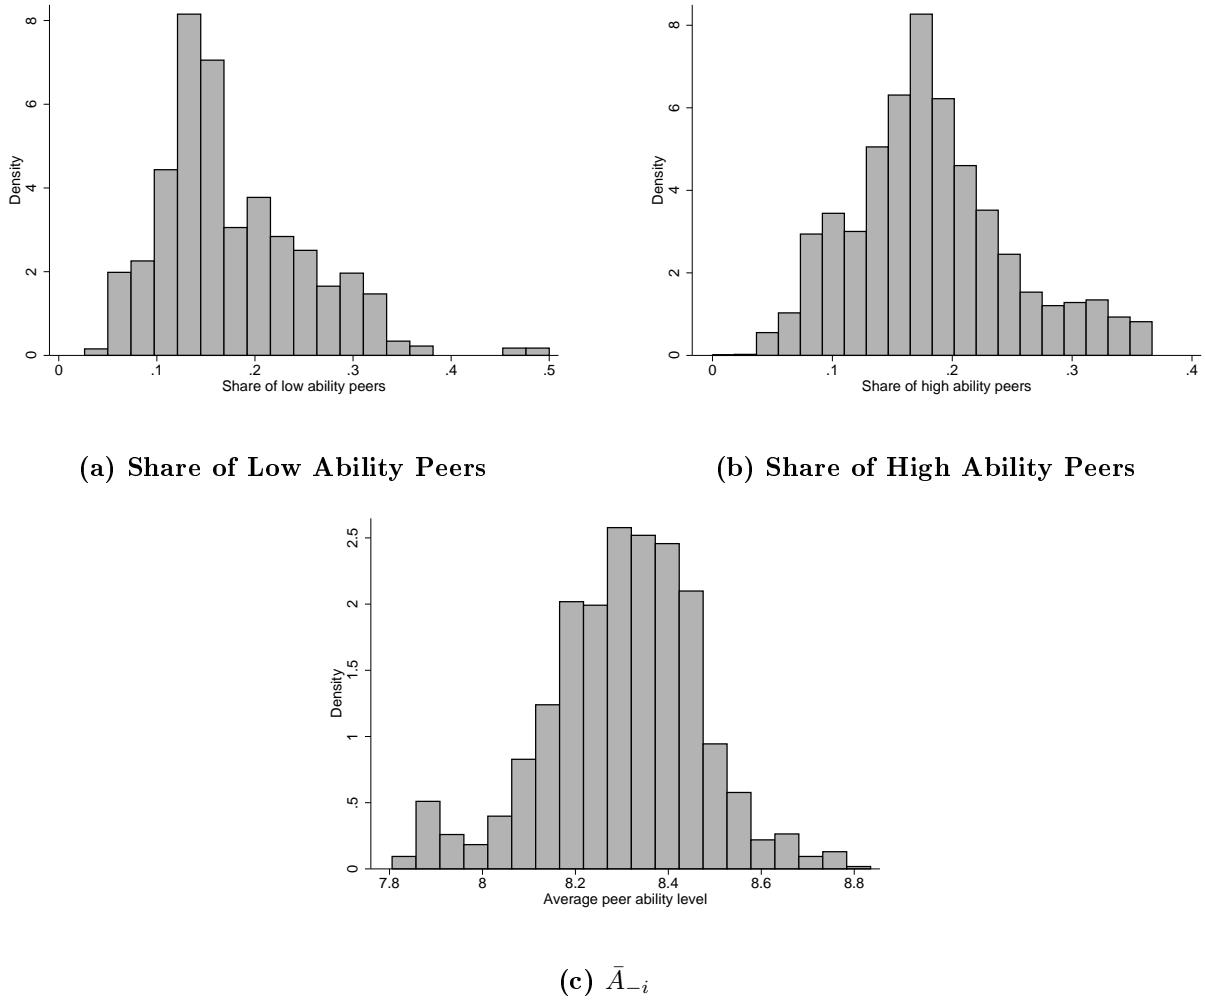 8
6
4
2
0
Density
0 .1 .2 .3 .4 .5
Share of low ability peers
8
6
4
2
0
Density
0 .1 .2 .3 .4
Share of high ability peers
(a) Share of Low Ability Peers
(b) Share of High Ability Peers
2.5
2
1.5
1
.5
0
Density
7.8 8 8.2 8.4 8.6 8.8
Average peer ability level
(c) Ā₋ᵢ